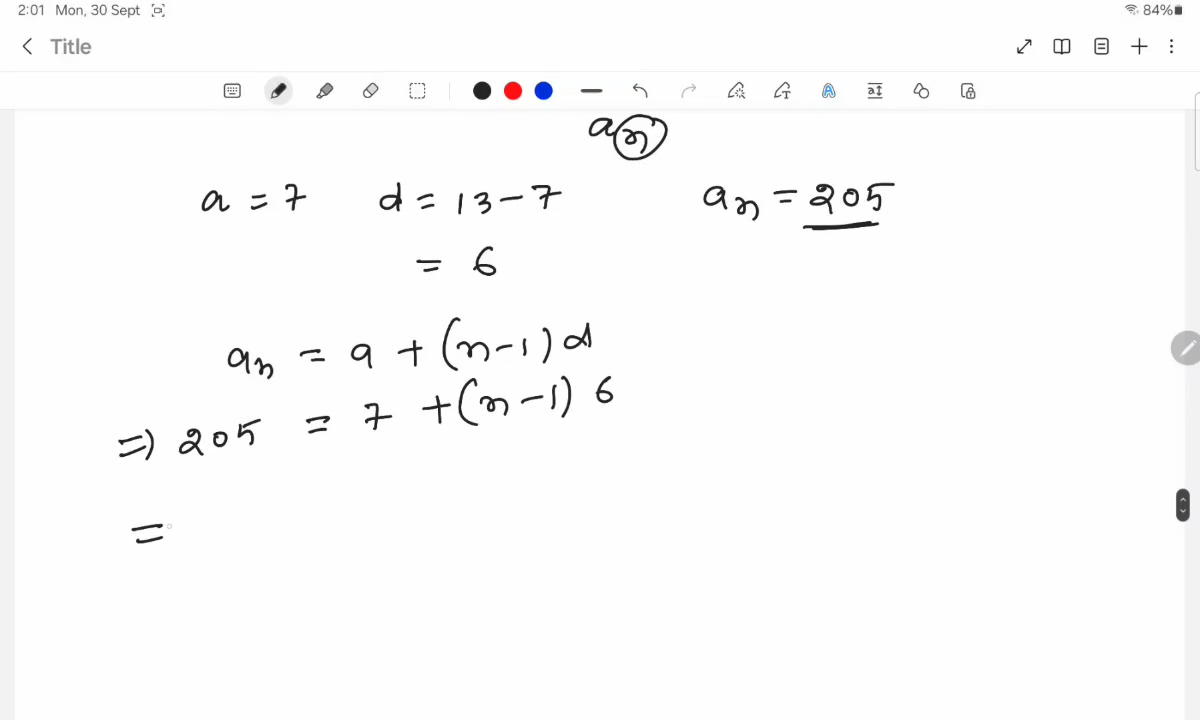 2:01 Mon, 30 Sept
84%
Title
aₙ
a = 7 d = 13 - 7 aₙ = 205
= 6
aₙ = a + (n-1) d
=> 205 = 7 + (n-1) 6
=